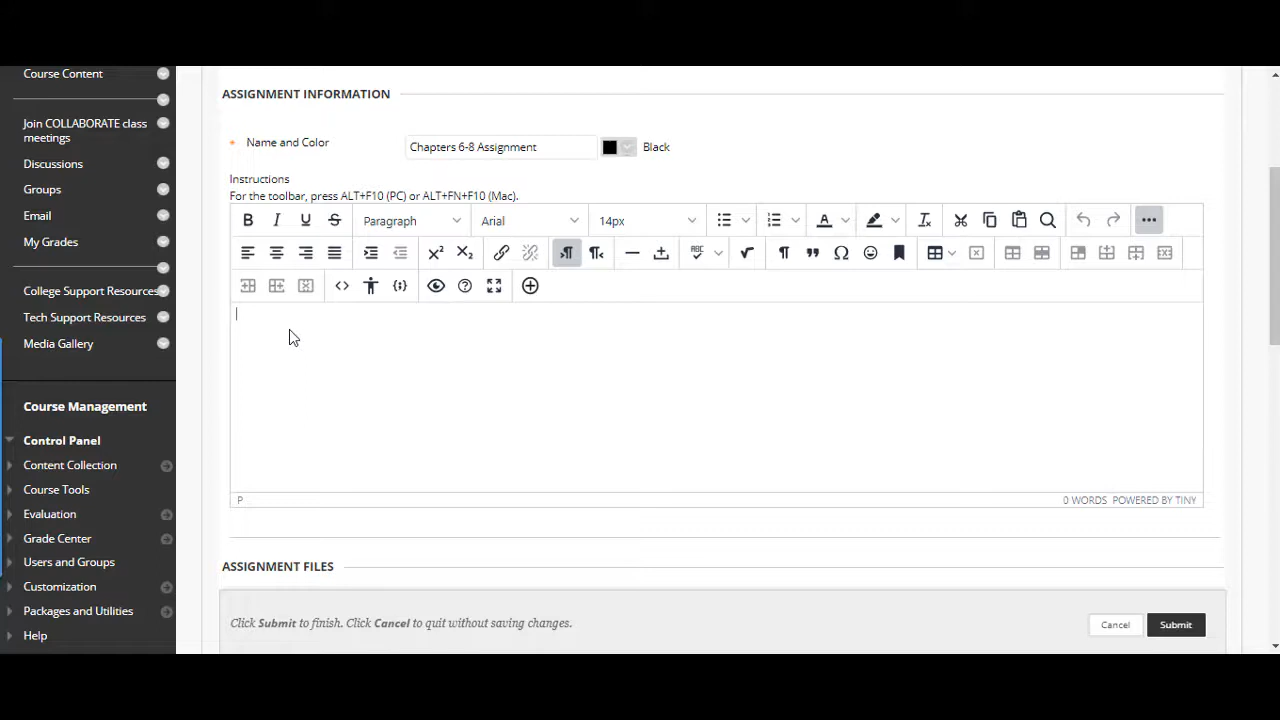 Course Content
Join COLLABORATE class
meetings
Discussions
Groups
Email
My Grades
College Support Resources
Tech Support Resources
Media Gallery
Course Management
Control Panel
Content Collection
Course Tools
Evaluation
Grade Center
Users and Groups
Customization
Packages and Utilities
Help
ASSIGNMENT INFORMATION
* Name and Color
Chapters 6-8 Assignment
Black
Instructions
For the toolbar, press ALT+F10 (PC) or ALT+FN+F10 (Mac).
B I U S Paragraph Arial 14px A
X² X₂ ABC
P 0 WORDS POWERED BY TINY
ASSIGNMENT FILES
Click Submit to finish. Click Cancel to quit without saving changes.
Cancel Submit